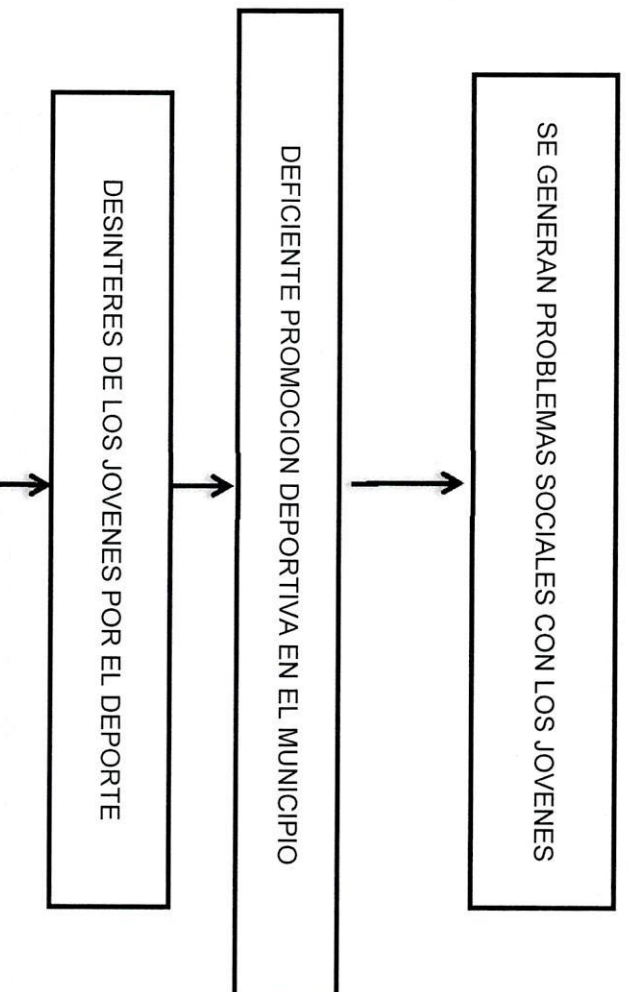 SE GENERAN PROBLEMAS SOCIALES CON LOS JOVENES
DEFICIENTE PROMOCION DEPORTIVA EN EL MUNICIPIO
DESINTERES DE LOS JOVENES POR EL DEPORTE